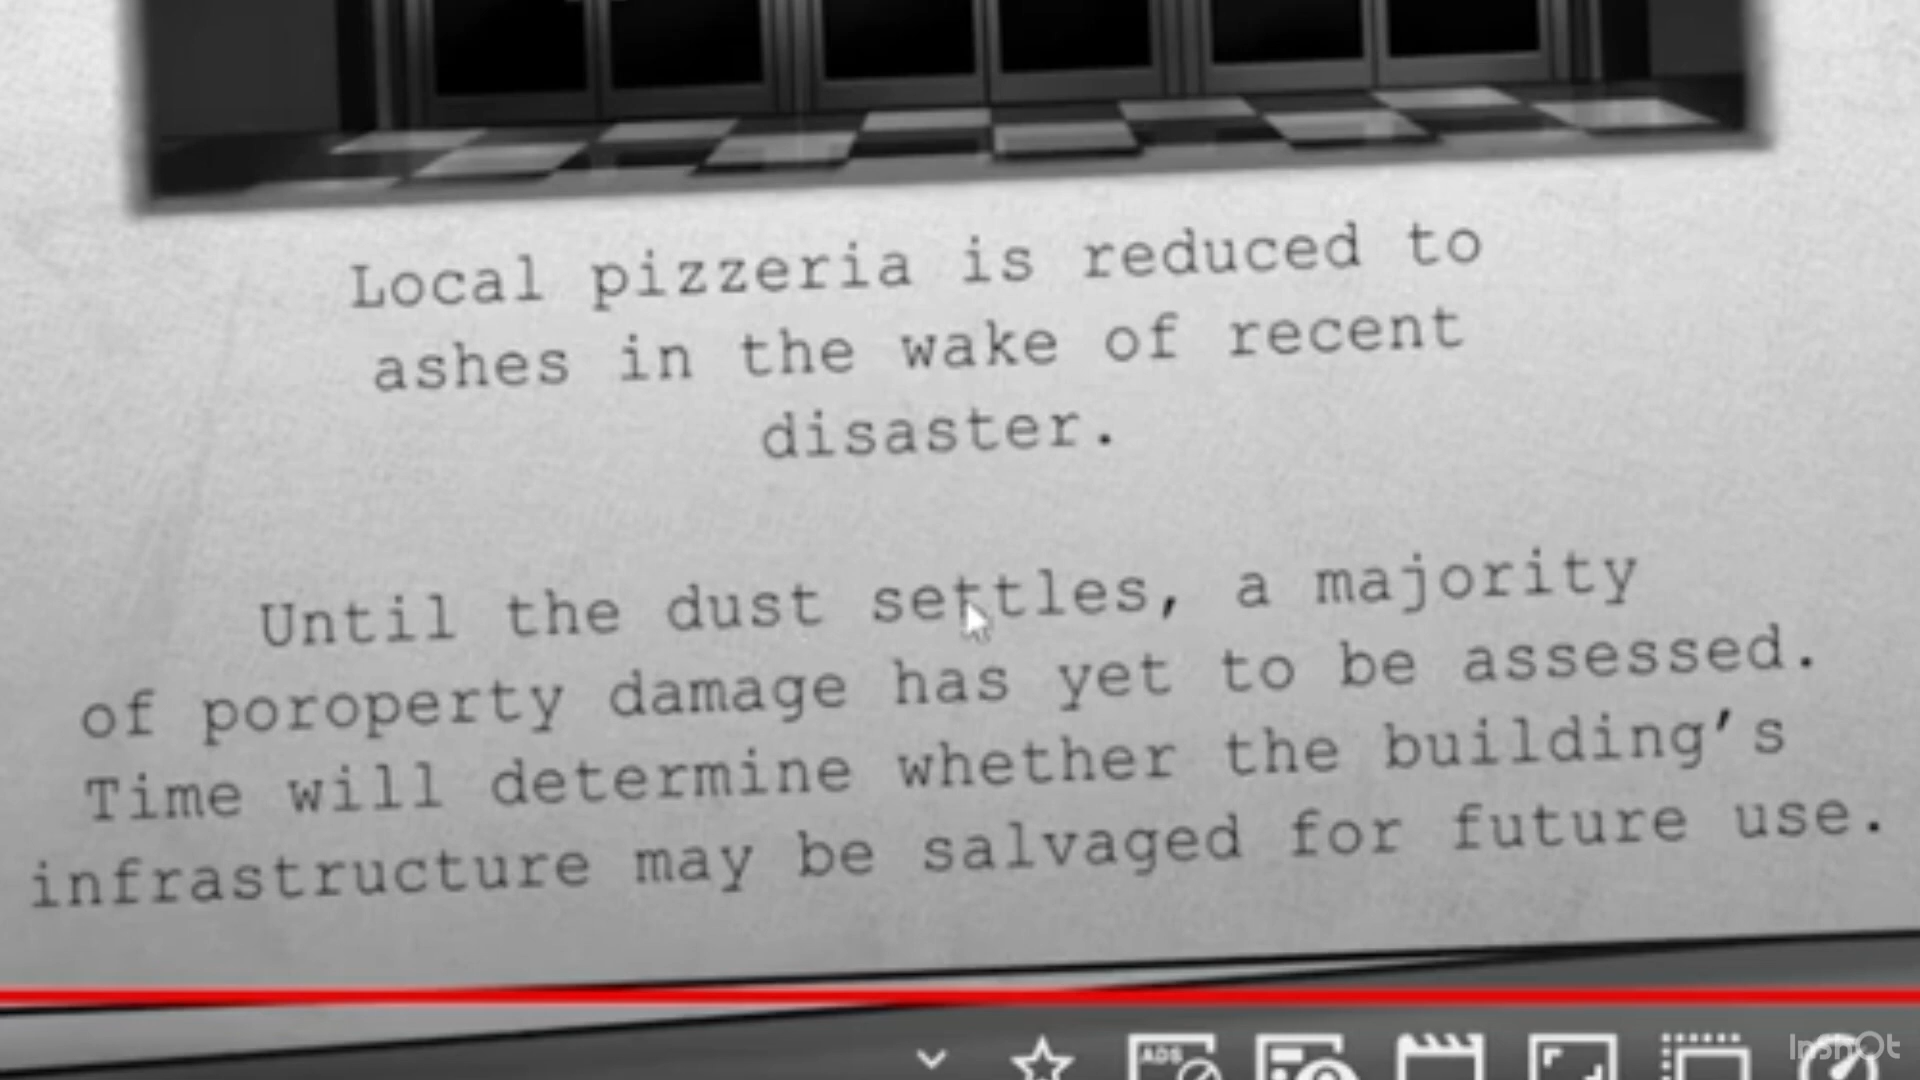 Local pizzeria is reduced to
ashes in the wake of recent
disaster.
Until the dust settles, a majority
of poroperty damage has yet to be assessed.
Time will determine whether the building's
infrastructure may be salvaged for future use.
ADS
InShOt